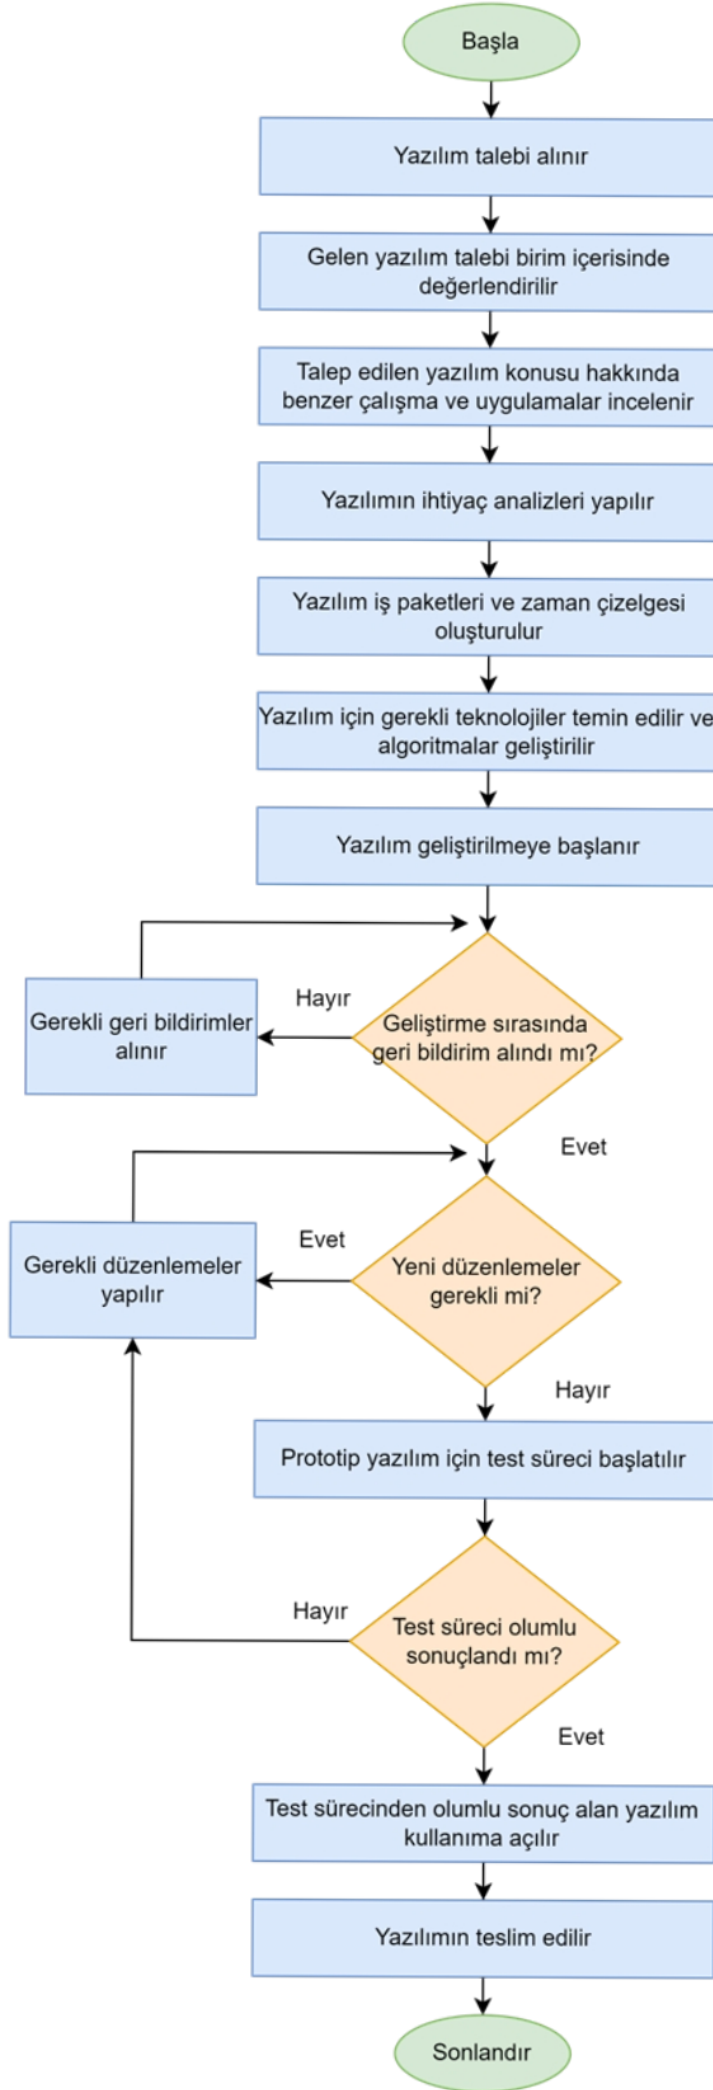 Başla
Yazılım talebi alınır
Gelen yazılım talebi birim içerisinde
değerlendirilir
Talep edilen yazılım konusu hakkında
benzer çalışma ve uygulamalar incelenir
Yazılımın ihtiyaç analizleri yapılır
Yazılım iş paketleri ve zaman çizelgesi
oluşturulur
Yazılım için gerekli teknolojiler temin edilir ve
algoritmalar geliştirilir
Yazılım geliştirilmeye başlanır
Hayır
Gerekli geri bildirimler
alınır
Geliştirme sırasında
geri bildirim alındı mı?
Evet
Evet
Gerekli düzenlemeler
yapılır
Yeni düzenlemeler
gerekli mi?
Hayır
Prototip yazılım için test süreci başlatılır
Hayır
Test süreci olumlu
sonuçlandı mı?
Evet
Test sürecinden olumlu sonuç alan yazılım
kullanıma açılır
Yazılımın teslim edilir
Sonlandır